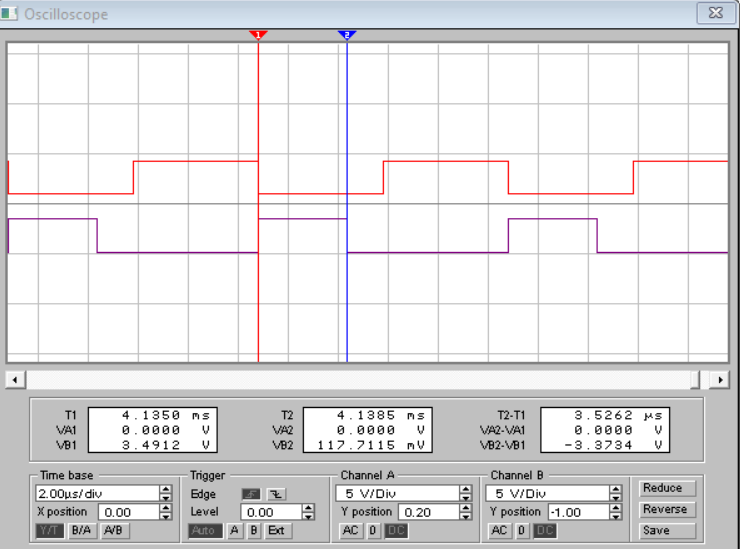 Oscilloscope
1 2
T1 4.1350 ms T2 4.1385 ms T2-T1 3.5262 µs
VA1 0.0000 V VA2 0.0000 V VA2-VA1 0.0000 V
VB1 3.4912 V VB2 117.7115 mV VB2-VB1 -3.3734 V
Time base Trigger Channel A Channel B
2.00µs/div Edge 5 V/Div 5 V/Div Reduce
X position 0.00 Level 0.00 Y position 0.20 Y position -1.00 Reverse
Y/T B/A A/B Auto A B Ext AC 0 DC AC 0 DC Save